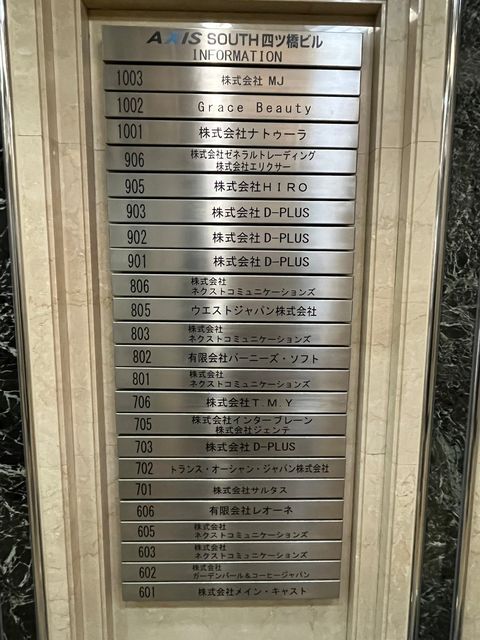 AXIS SOUTH四ツ橋ビル
INFORMATION
1003 株式会社 MJ
1002 Grace Beauty
1001 株式会社ナトゥーラ
906 株式会社ゼネラルトレーディング
株式会社エリクサー
905 株式会社HIRO
903 株式会社 D-PLUS
902 株式会社 D-PLUS
901 株式会社 D-PLUS
806 株式会社
ネクストコミュニケーションズ
805 ウエストジャパン株式会社
803 株式会社
ネクストコミュニケーションズ
802 有限会社バーニーズ・ソフト
801 株式会社
ネクストコミュニケーションズ
706 株式会社T.M.Y
705 株式会社インターブレーン
株式会社ジェンテ
703 株式会社 D-PLUS
702 トランス・オーシャン・ジャパン株式会社
701 株式会社サルタス
606 有限会社レオーネ
605 株式会社
ネクストコミュニケーションズ
603 株式会社
ネクストコミュニケーションズ
602 株式会社
ガーデンパール&コーヒージャパン
601 株式会社メイン・キャスト